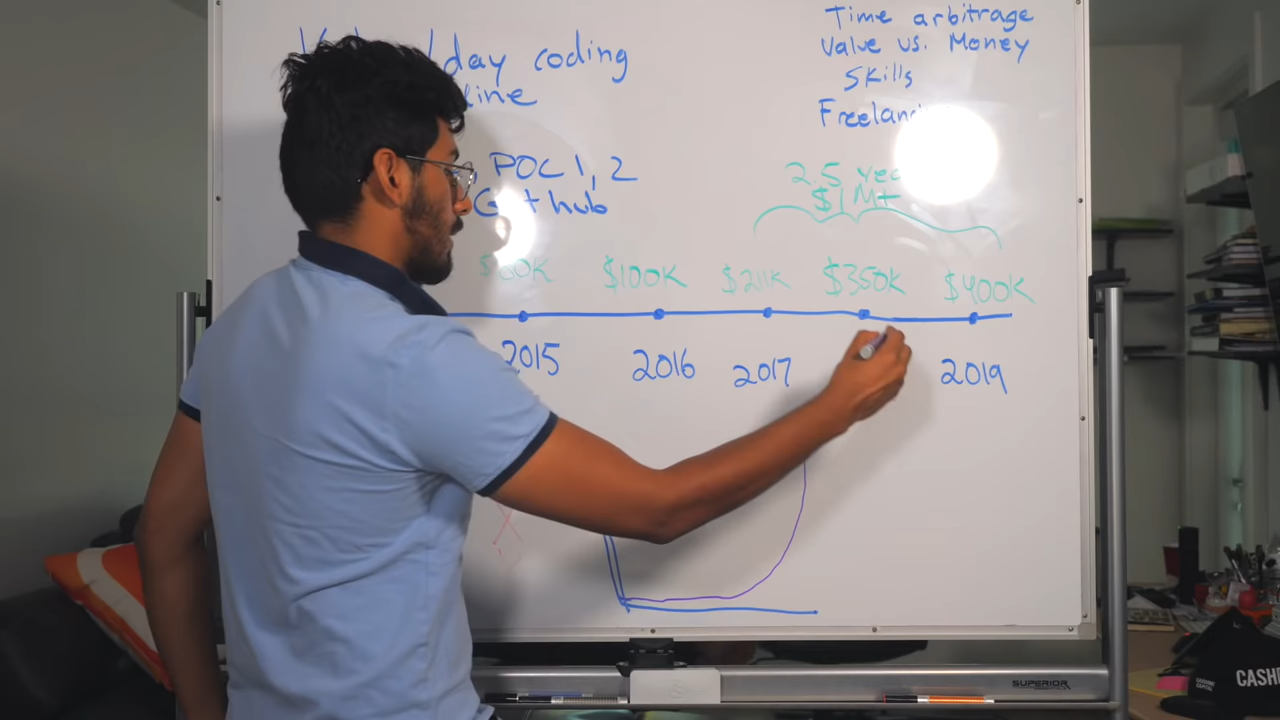 day coding
line
POC 1, 2
Github
Time arbitrage
Value vs. Money
Skills
2.5
$1M+
$100K
$211K
$350K
$400K
2015
2016
2017
2019
SUPERIOR
CASH